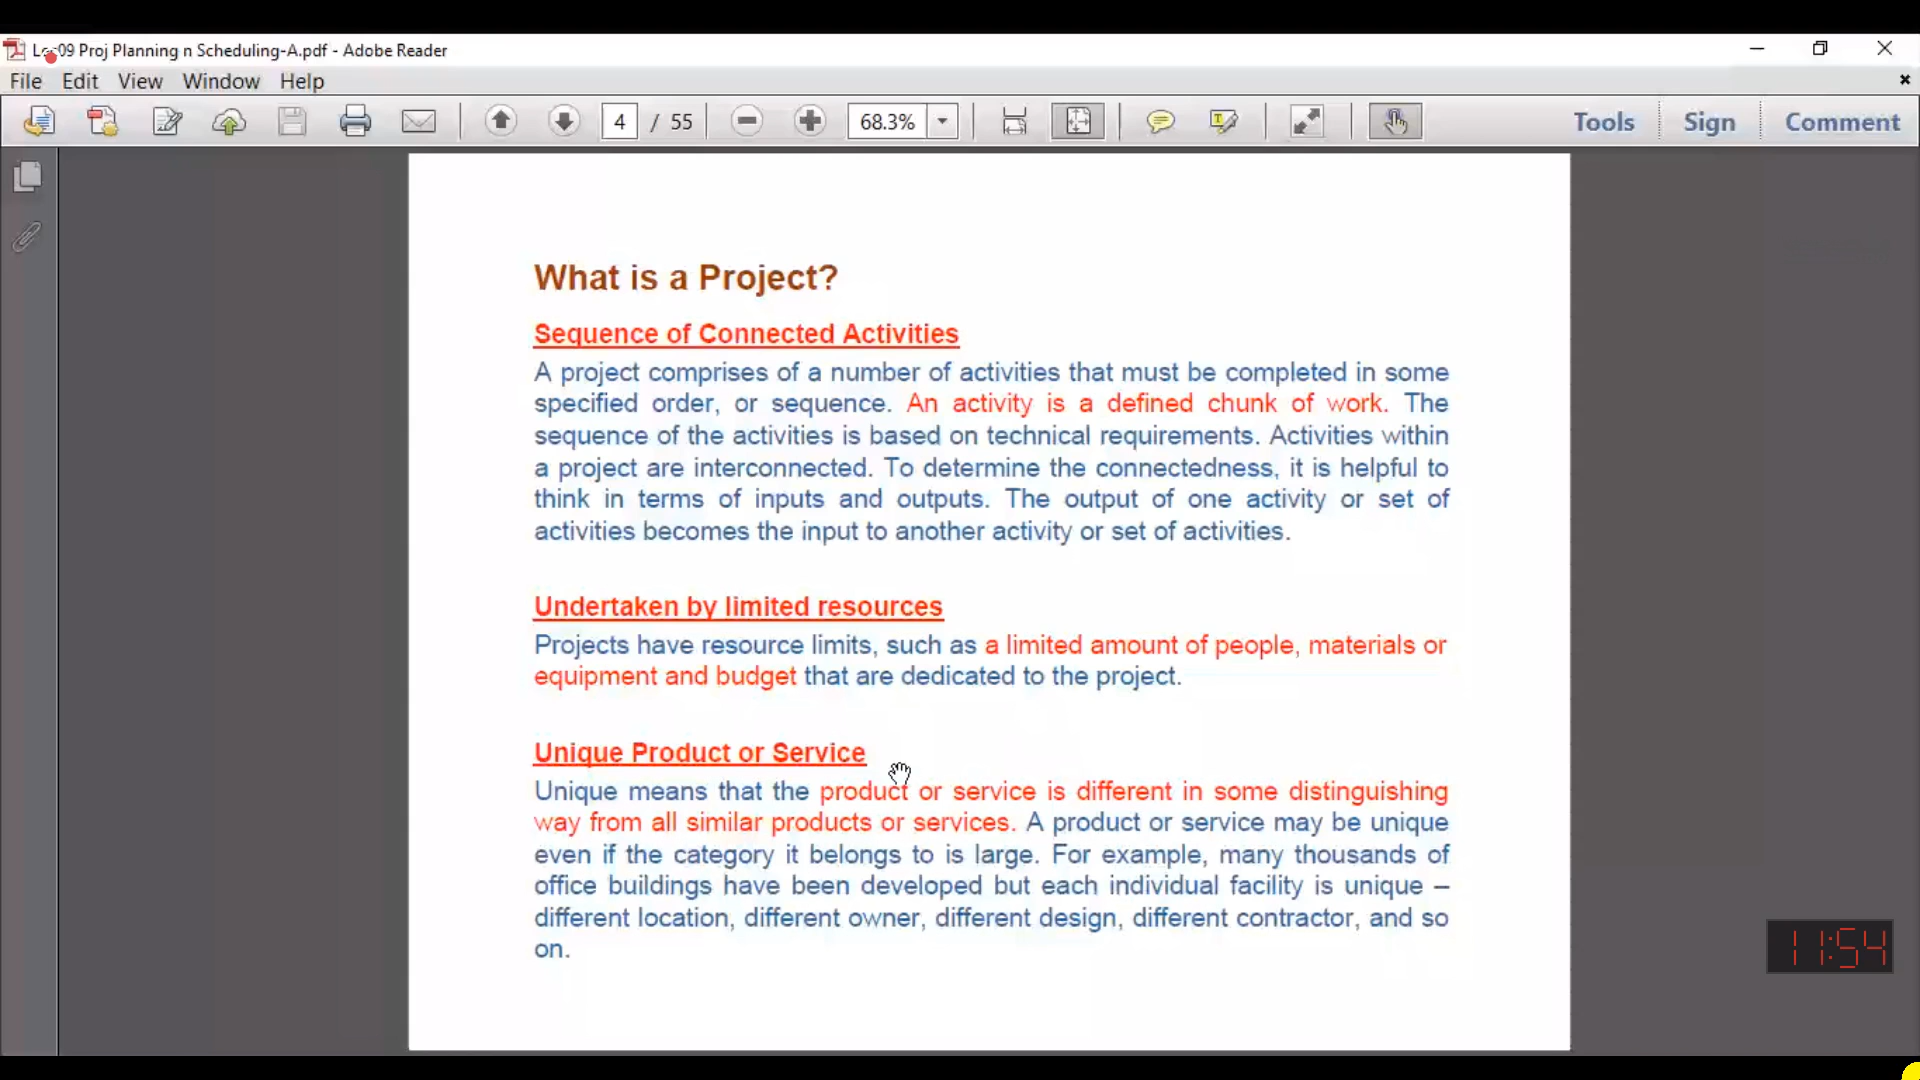 Lec09 Proj Planning n Scheduling-A.pdf - Adobe Reader
File Edit View Window Help
4 / 55 68.3% Tools Sign Comment
What is a Project?
Sequence of Connected Activities
A project comprises of a number of activities that must be completed in some
specified order, or sequence. An activity is a defined chunk of work. The
sequence of the activities is based on technical requirements. Activities within
a project are interconnected. To determine the connectedness, it is helpful to
think in terms of inputs and outputs. The output of one activity or set of
activities becomes the input to another activity or set of activities.
Undertaken by limited resources
Projects have resource limits, such as a limited amount of people, materials or
equipment and budget that are dedicated to the project.
Unique Product or Service
Unique means that the product or service is different in some distinguishing
way from all similar products or services. A product or service may be unique
even if the category it belongs to is large. For example, many thousands of
office buildings have been developed but each individual facility is unique –
different location, different owner, different design, different contractor, and so
on.
11:54